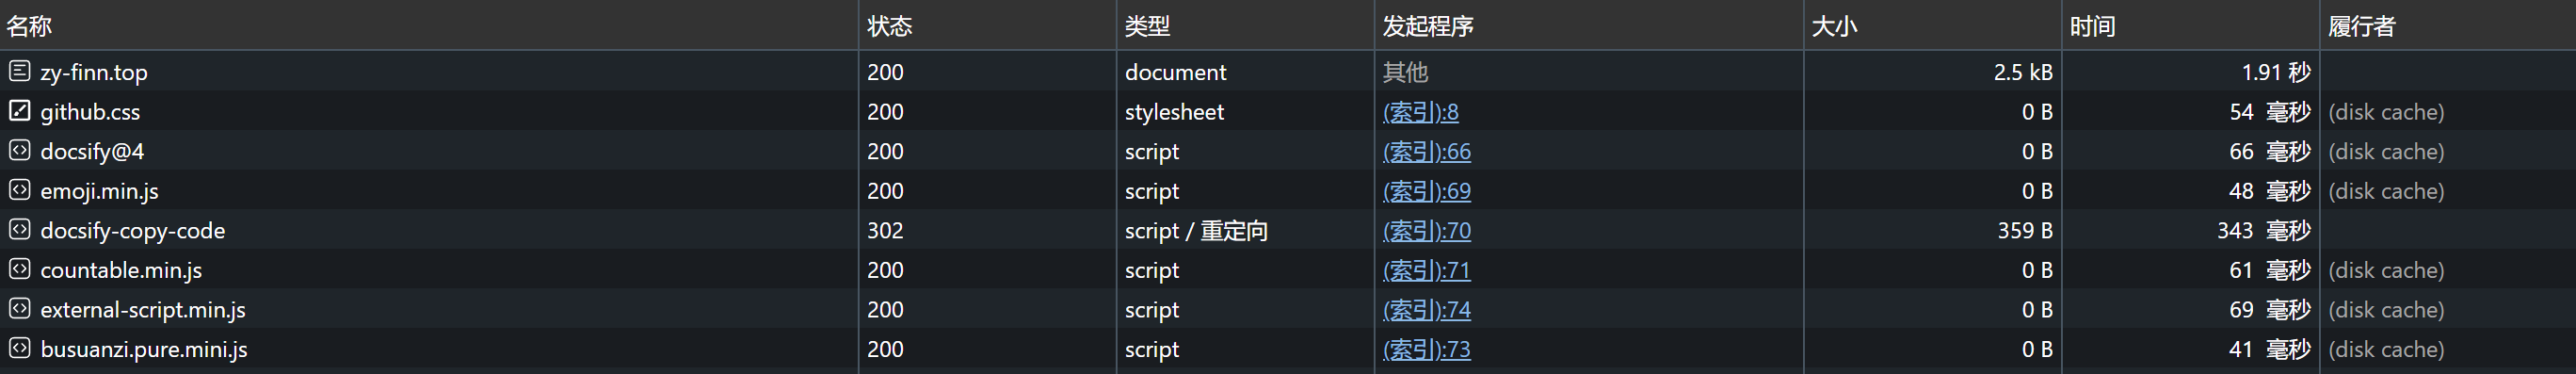 名称 状态 类型 发起程序 大小 时间 履行者
zy-finn.top 200 document 其他 2.5 kB 1.91 秒
github.css 200 stylesheet (索引):8 0 B 54 毫秒 (disk cache)
docsify@4 200 script (索引):66 0 B 66 毫秒 (disk cache)
emoji.min.js 200 script (索引):69 0 B 48 毫秒 (disk cache)
docsify-copy-code 302 script / 重定向 (索引):70 359 B 343 毫秒
countable.min.js 200 script (索引):71 0 B 61 毫秒 (disk cache)
external-script.min.js 200 script (索引):74 0 B 69 毫秒 (disk cache)
busuanzi.pure.mini.js 200 script (索引):73 0 B 41 毫秒 (disk cache)